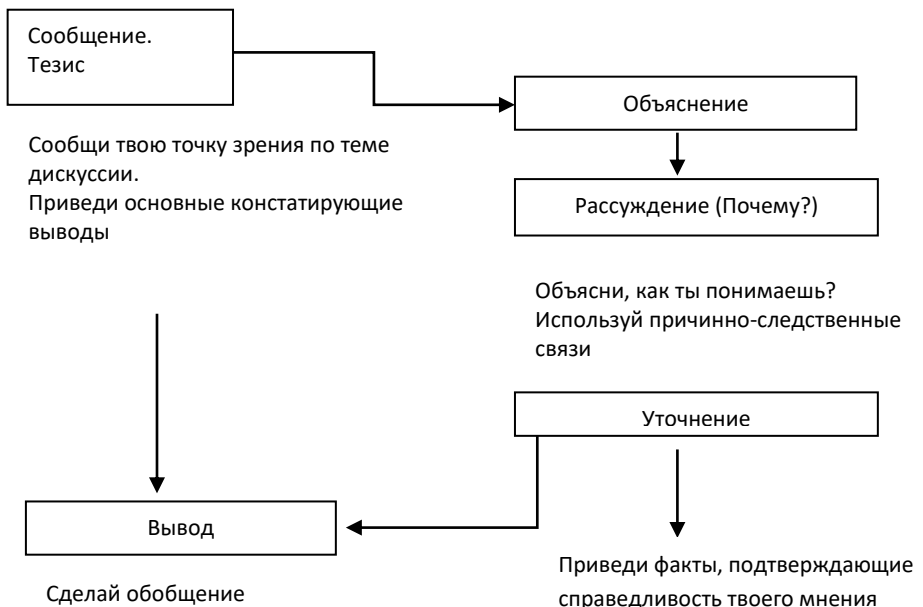 Сообщение.
Тезис
Объяснение
Сообщи твою точку зрения по теме
дискуссии.
Приведи основные констатирующие
выводы
Рассуждение (Почему?)
Объясни, как ты понимаешь?
Используй причинно-следственные
связи
Уточнение
Вывод
Сделай обобщение
Приведи факты, подтверждающие
справедливость твоего мнения